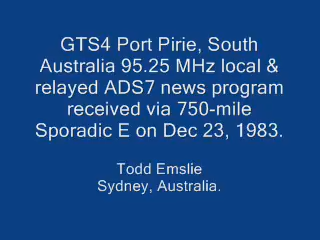 GTS4 Port Pirie, South
Australia 95.25 MHz local &
relayed ADS7 news program
received via 750-mile
Sporadic E on Dec 23, 1983.
Todd Emslie
Sydney, Australia.